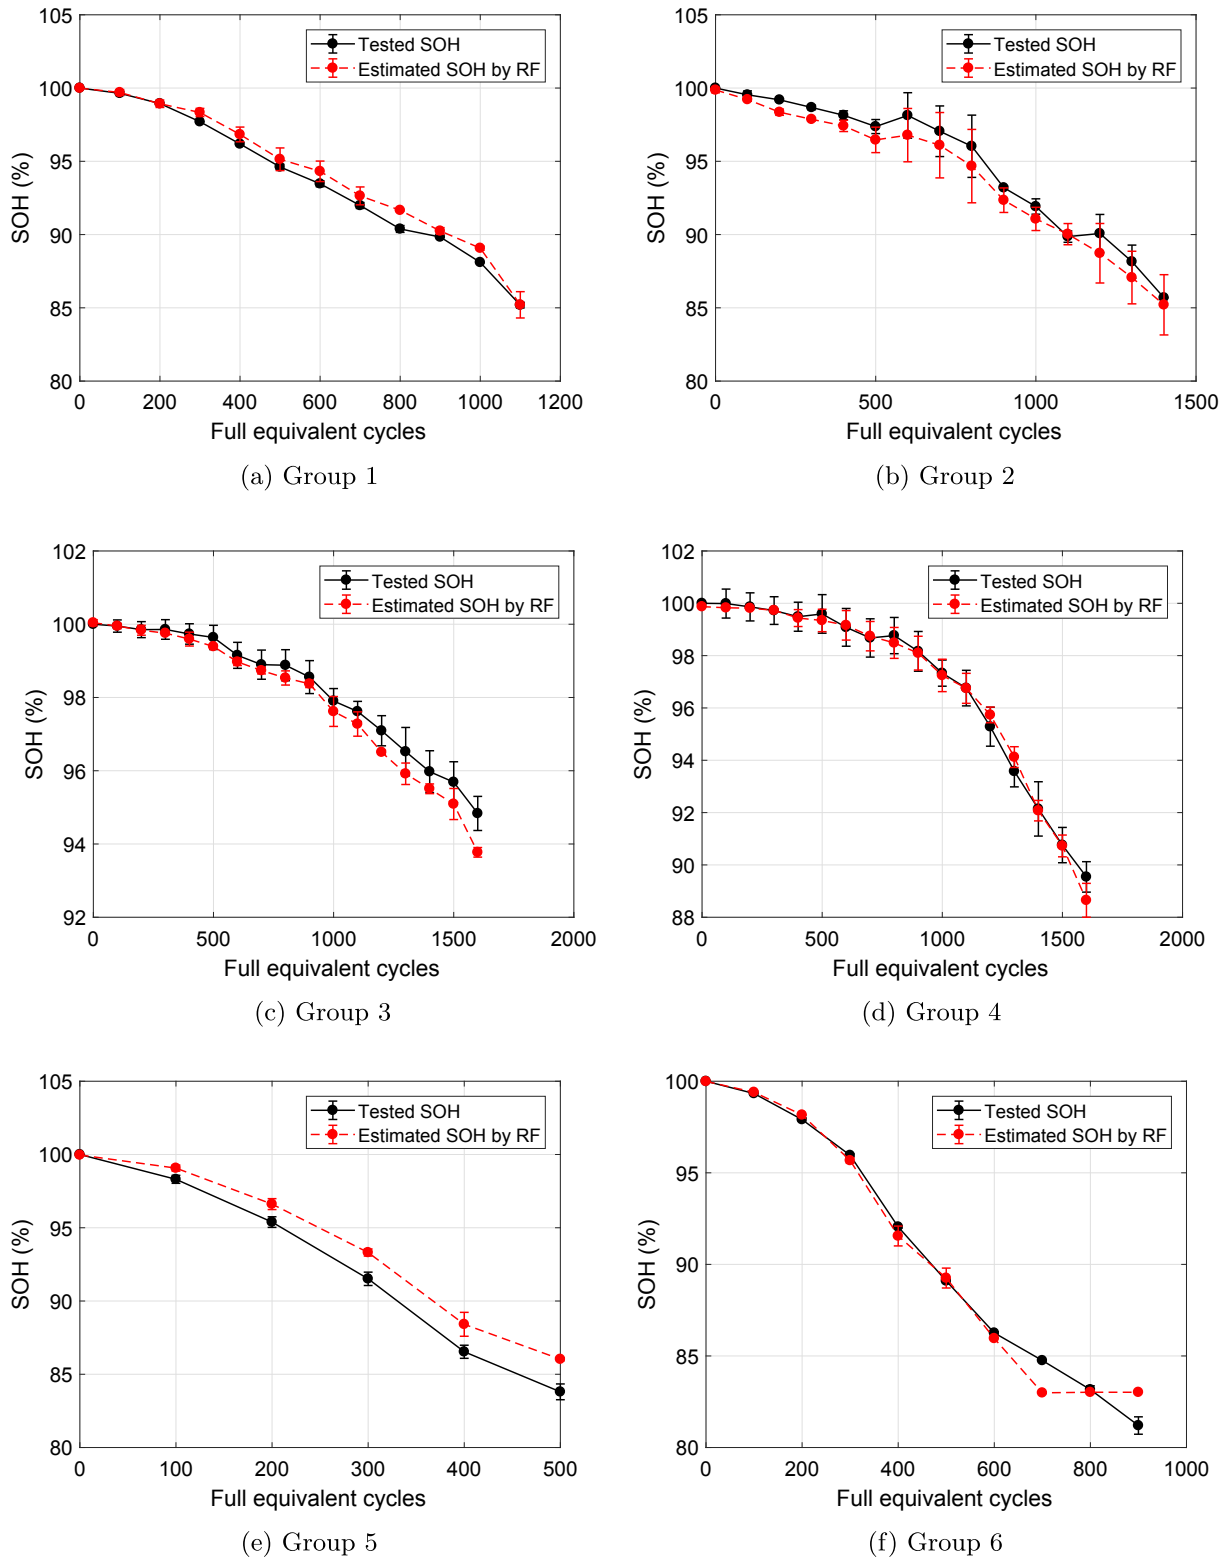 105
100
95
90
85
80
SOH (%)
Tested SOH
Estimated SOH by RF
0 200 400 600 800 1000 1200
Full equivalent cycles
(a) Group 1
105
100
95
90
85
80
SOH (%)
Tested SOH
Estimated SOH by RF
0 500 1000 1500
Full equivalent cycles
(b) Group 2
102
100
98
96
94
92
SOH (%)
Tested SOH
Estimated SOH by RF
0 500 1000 1500 2000
Full equivalent cycles
(c) Group 3
102
100
98
96
94
92
90
88
SOH (%)
Tested SOH
Estimated SOH by RF
0 500 1000 1500 2000
Full equivalent cycles
(d) Group 4
105
100
95
90
85
80
SOH (%)
Tested SOH
Estimated SOH by RF
0 100 200 300 400 500
Full equivalent cycles
(e) Group 5
100
95
90
85
80
SOH (%)
Tested SOH
Estimated SOH by RF
0 200 400 600 800 1000
Full equivalent cycles
(f) Group 6